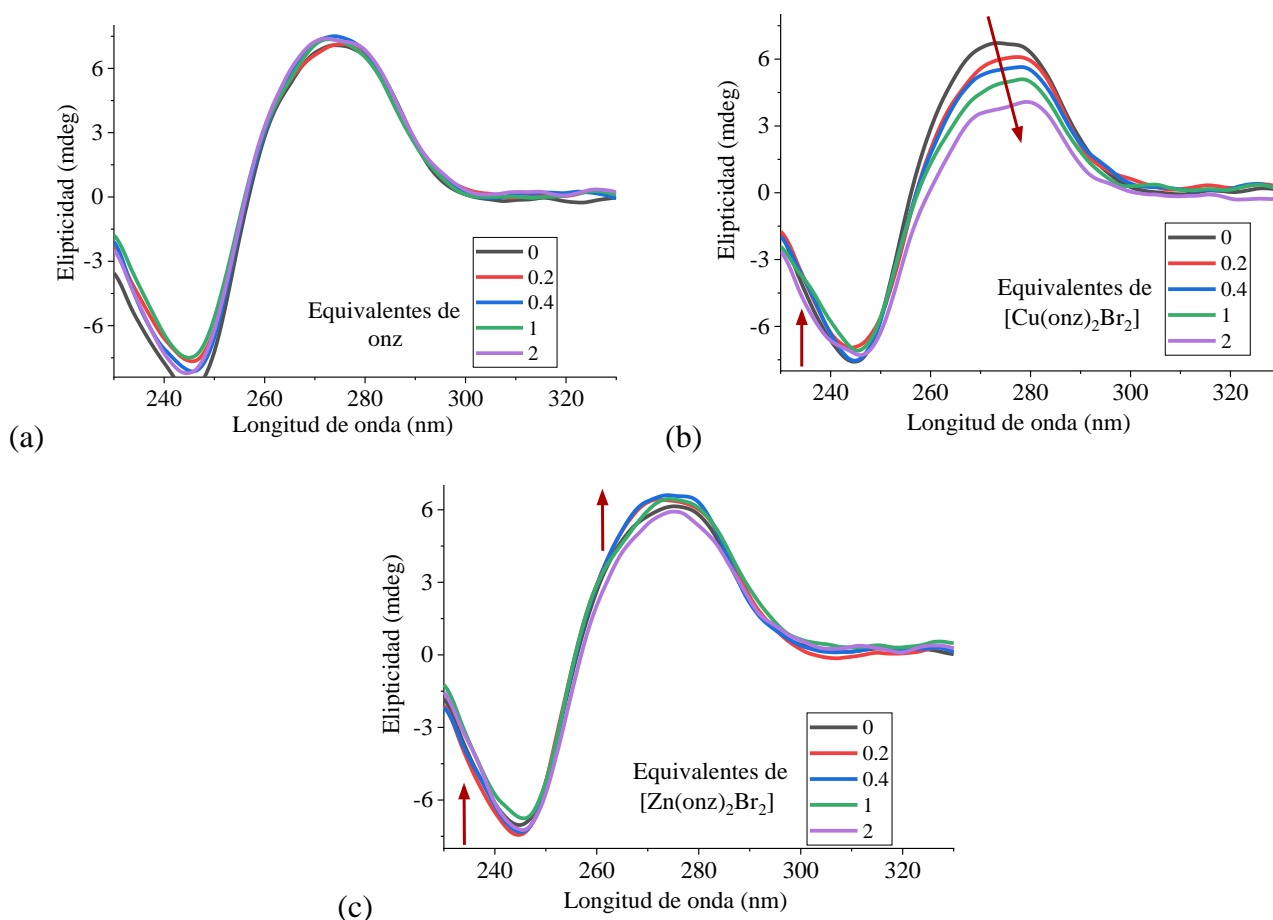 6
3
0
-3
-6
Elipticidad (mdeg)
240 260 280 300 320
Longitud de onda (nm)
Equivalentes de
onz
0
0.2
0.4
1
2
(a)
6
3
0
-3
-6
Elipticidad (mdeg)
240 260 280 300 320
Longitud de onda (nm)
Equivalentes de
[Cu(onz)₂Br₂]
0
0.2
0.4
1
2
(b)
6
3
0
-3
-6
Elipticidad (mdeg)
240 260 280 300 320
Longitud de onda (nm)
Equivalentes de
[Zn(onz)₂Br₂]
0
0.2
0.4
1
2
(c)